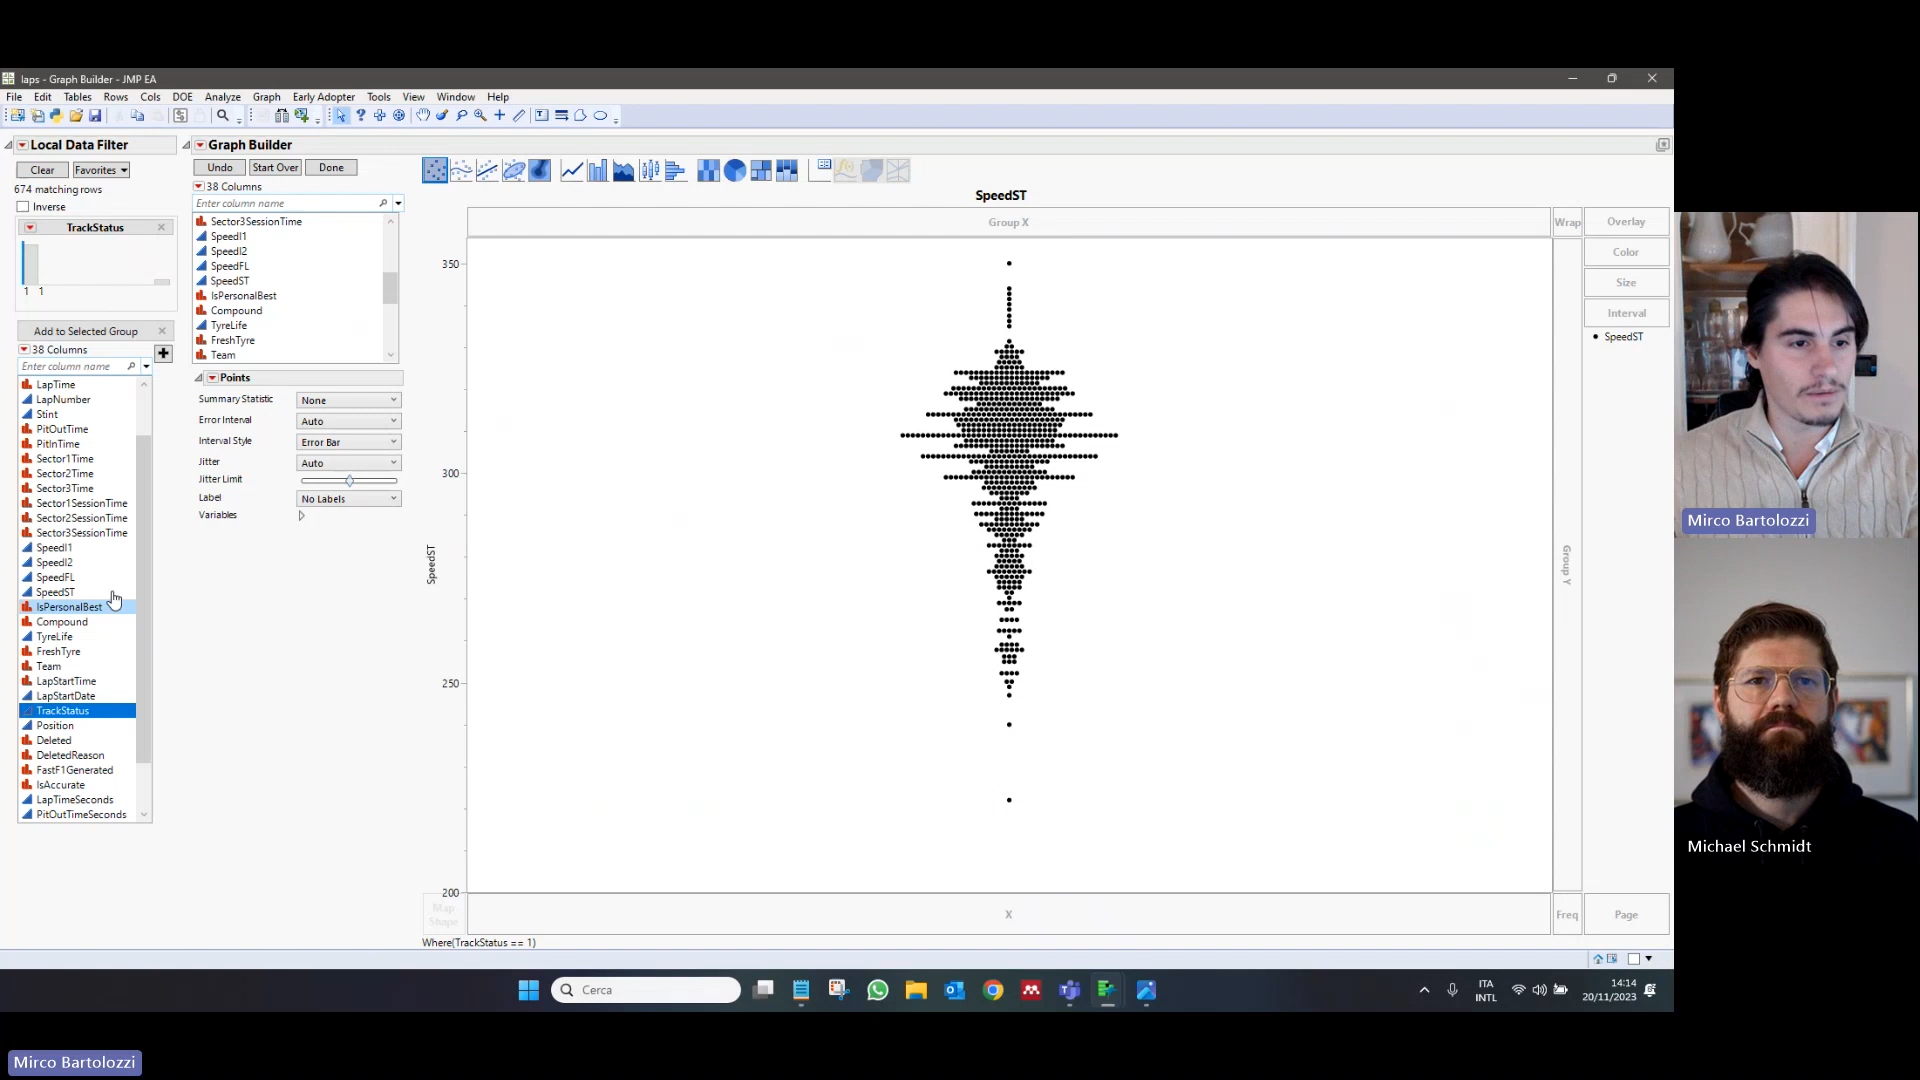 laps - Graph Builder - JMP EA
File Edit Tables Rows Cols DOE Analyze Graph Early Adopter Tools View Window Help
Local Data Filter
Clear Favorites
674 matching rows
Inverse
TrackStatus
1 1
Add to Selected Group
38 Columns
Enter column name
LapTime
LapNumber
Stint
PitOutTime
PitInTime
Sector1Time
Sector2Time
Sector3Time
Sector1SessionTime
Sector2SessionTime
Sector3SessionTime
SpeedI1
SpeedI2
SpeedFL
SpeedST
IsPersonalBest
Compound
TyreLife
FreshTyre
Team
LapStartTime
LapStartDate
TrackStatus
Position
Deleted
DeletedReason
FastF1Generated
IsAccurate
LapTimeSeconds
PitOutTimeSeconds
Graph Builder
Undo Start Over Done
38 Columns
Enter column name
Sector3SessionTime
SpeedI1
SpeedI2
SpeedFL
SpeedST
IsPersonalBest
Compound
TyreLife
FreshTyre
Team
Points
Summary Statistic None
Error Interval Auto
Interval Style Error Bar
Jitter Auto
Jitter Limit
Label No Labels
Variables
SpeedST
Group X
Wrap
Overlay
Color
Size
Interval
SpeedST
350
300
250
200
SpeedST
Group Y
Map
Shape
X
Freq
Page
Where(TrackStatus == 1)
Cerca
ITA
INTL
14:14
20/11/2023
Mirco Bartolozzi
Michael Schmidt
Mirco Bartolozzi